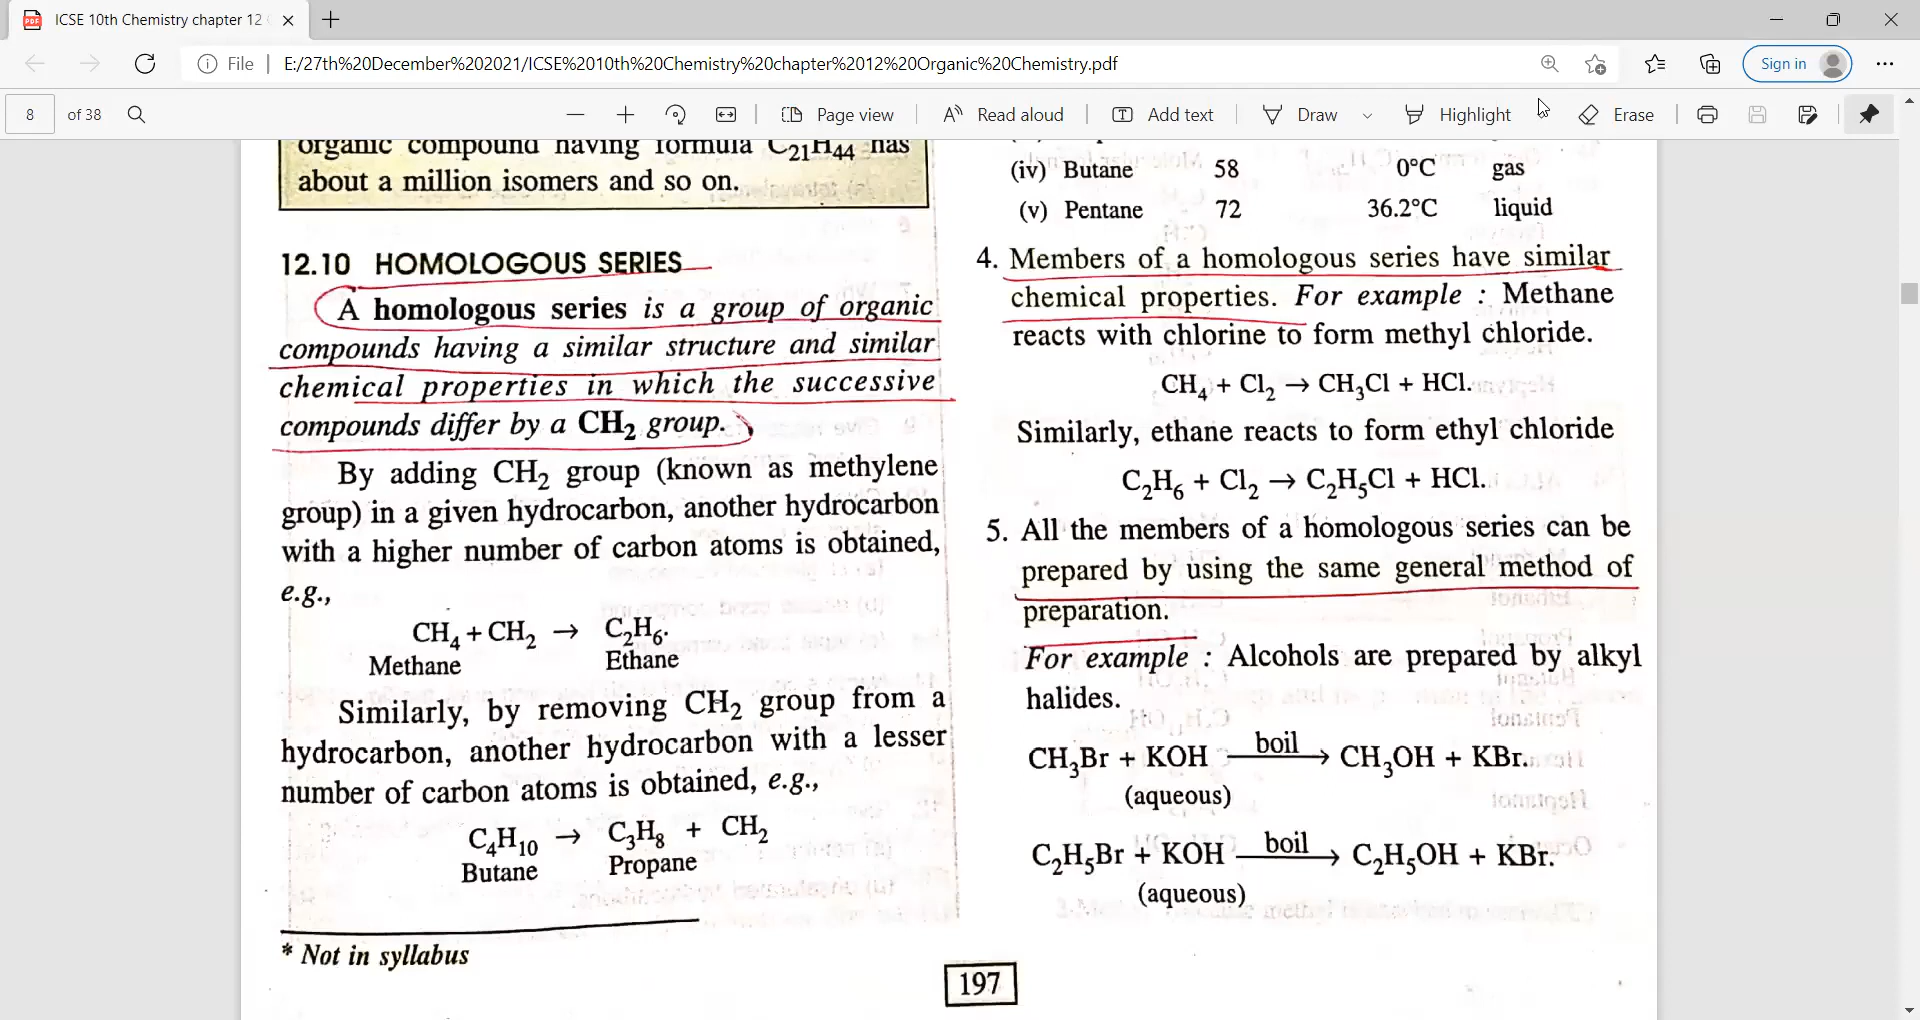 ICSE 10th Chemistry chapter 12
File
E:/27th%20December%202021/ICSE%2010th%20Chemistry%20chapter%2012%20Organic%20Chemistry.pdf
Sign in
8 of 38
Page view
Read aloud
Add text
Draw
Highlight
Erase
organic compound having formula C₂₁H₄₄ has
about a million isomers and so on.
12.10 HOMOLOGOUS SERIES
A homologous series is a group of organic
compounds having a similar structure and similar
chemical properties in which the successive
compounds differ by a CH₂ group.
By adding CH₂ group (known as methylene
group) in a given hydrocarbon, another hydrocarbon
with a higher number of carbon atoms is obtained,
e.g.,
CH₄ + CH₂ → C₂H₆.
Methane Ethane
Similarly, by removing CH₂ group from a
hydrocarbon, another hydrocarbon with a lesser
number of carbon atoms is obtained, e.g.,
C₄H₁₀ → C₃H₈ + CH₂
Butane Propane
* Not in syllabus
(iv) Butane 58 0°C gas
(v) Pentane 72 36.2°C liquid
4. Members of a homologous series have similar
chemical properties. For example : Methane
reacts with chlorine to form methyl chloride.
CH₄ + Cl₂ → CH₃Cl + HCl.
Similarly, ethane reacts to form ethyl chloride
C₂H₆ + Cl₂ → C₂H₅Cl + HCl.
5. All the members of a homologous series can be
prepared by using the same general method of
preparation.
For example : Alcohols are prepared by alkyl
halides.
CH₃Br + KOH boil → CH₃OH + KBr.
(aqueous)
C₂H₅Br + KOH boil → C₂H₅OH + KBr.
(aqueous)
197